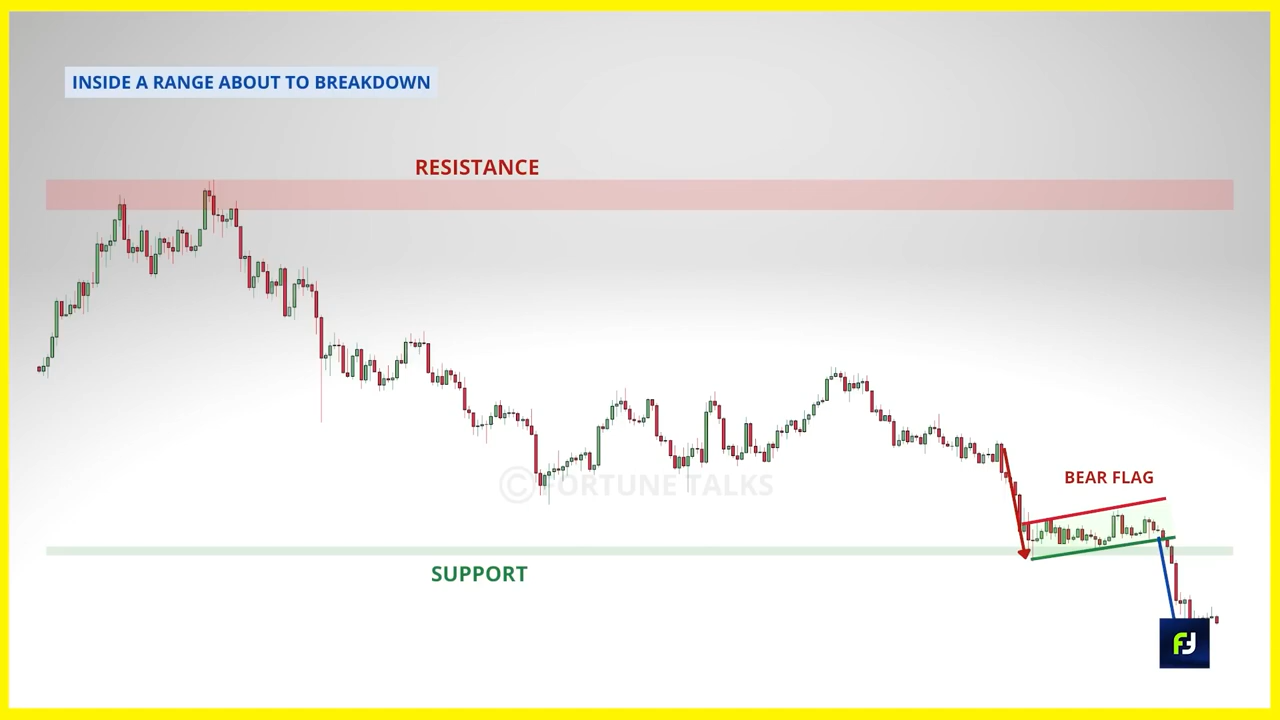 INSIDE A RANGE ABOUT TO BREAKDOWN
RESISTANCE
BEAR FLAG
© FORTUNE TALKS
SUPPORT